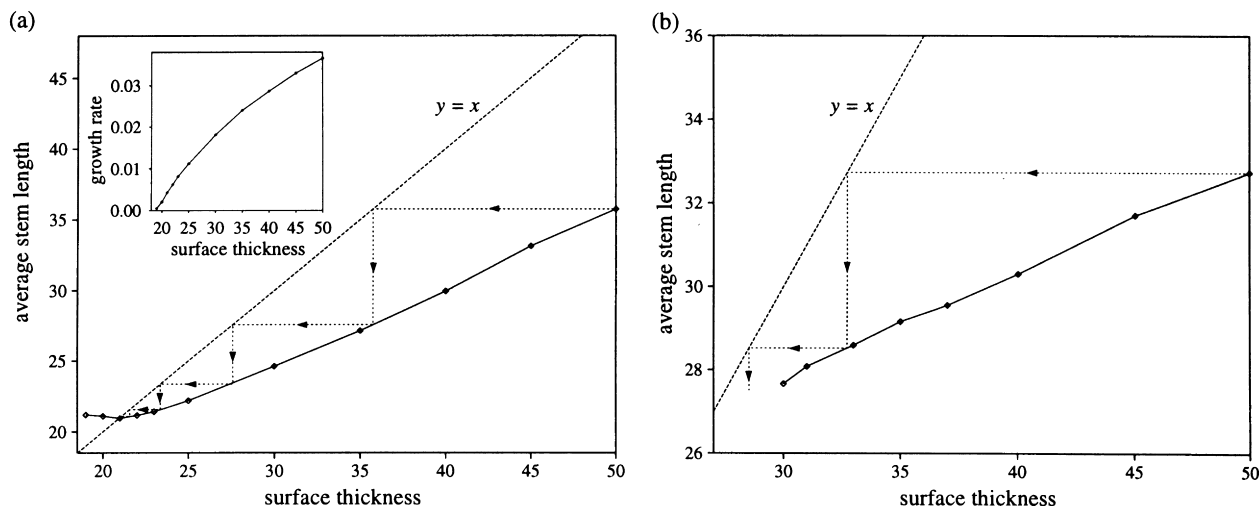 (a)
average stem length
45
40
35
30
25
20
20 25 30 35 40 45 50
surface thickness
y = x
growth rate
0.03
0.02
0.01
0.00
20 25 30 35 40 45 50
surface thickness
(b)
average stem length
36
34
32
30
28
26
30 35 40 45 50
surface thickness
y = x